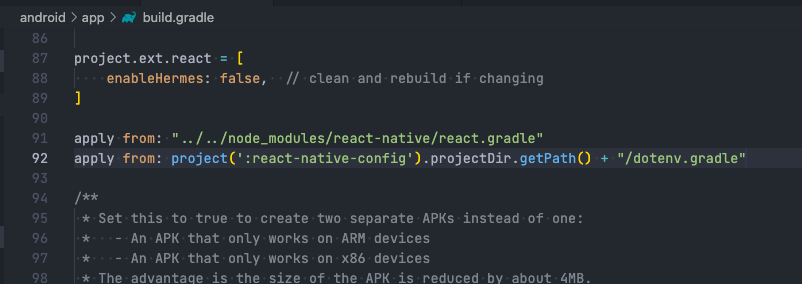 android > app > build.gradle
86
87 project.ext.react = [
88     enableHermes: false,  // clean and rebuild if changing
89 ]
90
91 apply from: "../../node_modules/react-native/react.gradle"
92 apply from: project(':react-native-config').projectDir.getPath() + "/dotenv.gradle"
93
94 /**
95  * Set this to true to create two separate APKs instead of one:
96  *   - An APK that only works on ARM devices
97  *   - An APK that only works on x86 devices
98  * The advantage is the size of the APK is reduced by about 4MB.